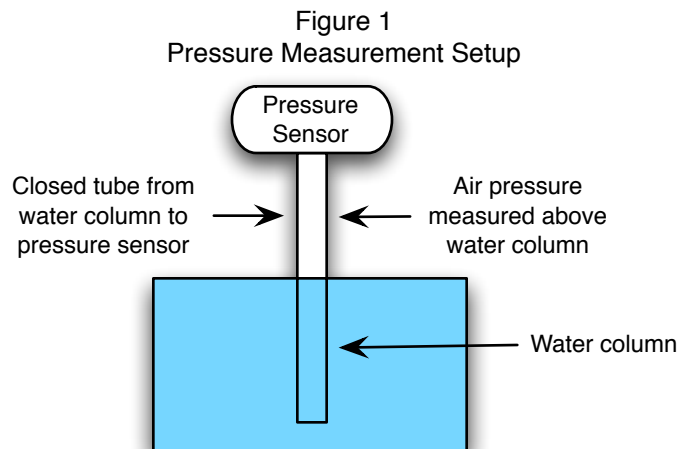 Figure 1
Pressure Measurement Setup
Pressure
Sensor
Closed tube from
water column to
pressure sensor
Air pressure
measured above
water column
Water column